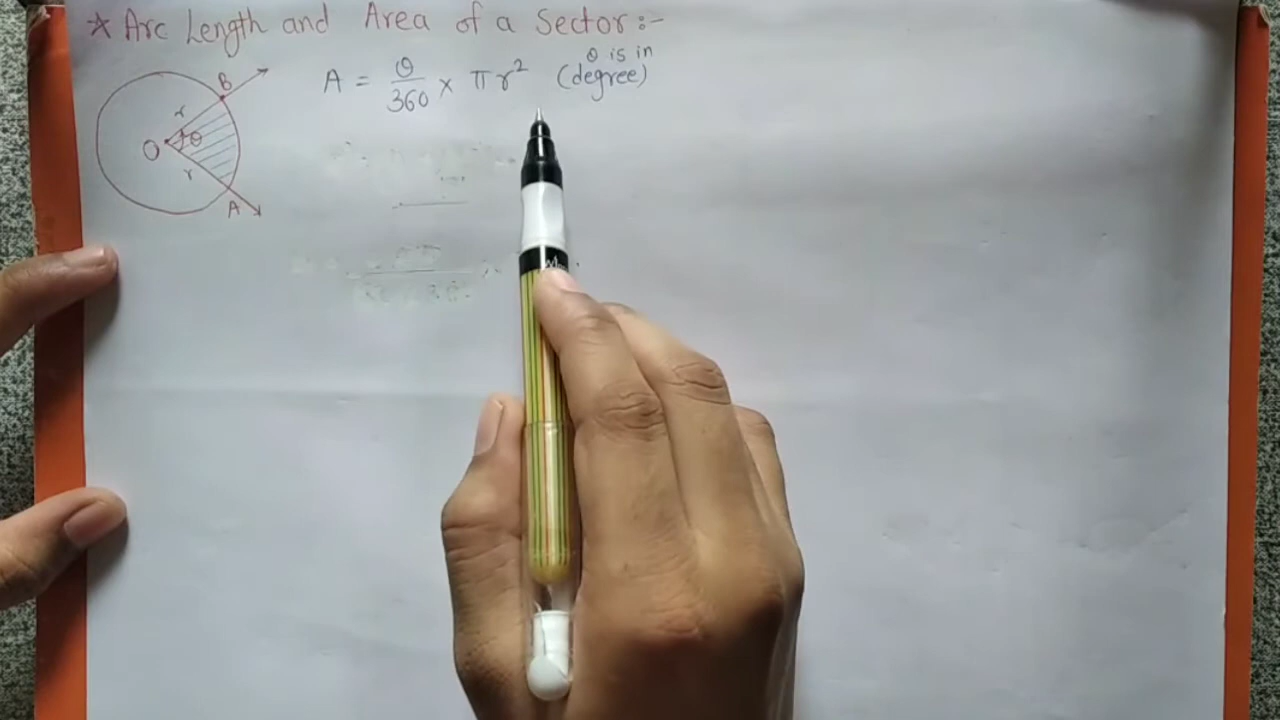 * Arc Length and Area of a Sector :-
A = θ/360 × πr² (θ is in degree)
B
r
θ
O
r
A